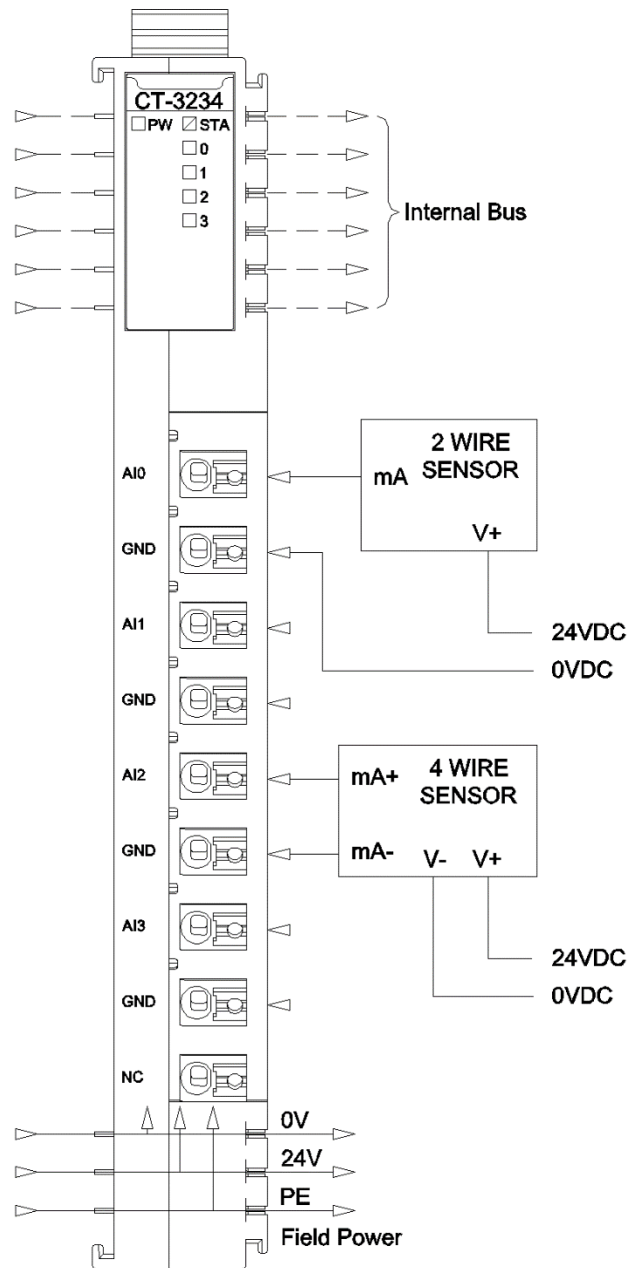 CT-3234
PW STA
0
1
2
3
Internal Bus
AI0
GND
AI1
GND
AI2
GND
AI3
GND
NC
2 WIRE
SENSOR
mA
V+
24VDC
0VDC
4 WIRE
SENSOR
mA+
mA-
V- V+
24VDC
0VDC
0V
24V
PE
Field Power